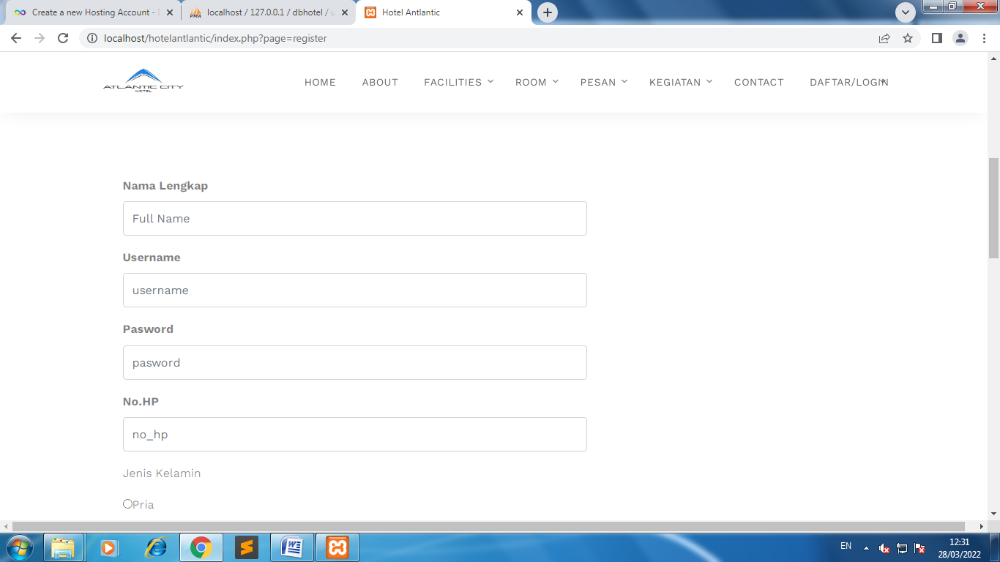 Create a new Hosting Account -
localhost / 127.0.0.1 / dbhotel /
Hotel Antlantic
localhost/hotelantlantic/index.php?page=register
ATLANTIC CITY
HOTEL
HOME ABOUT FACILITIES ROOM PESAN KEGIATAN CONTACT DAFTAR/LOGIN
Nama Lengkap
Full Name
Username
username
Pasword
pasword
No.HP
no_hp
Jenis Kelamin
Pria
EN
12:31
28/03/2022